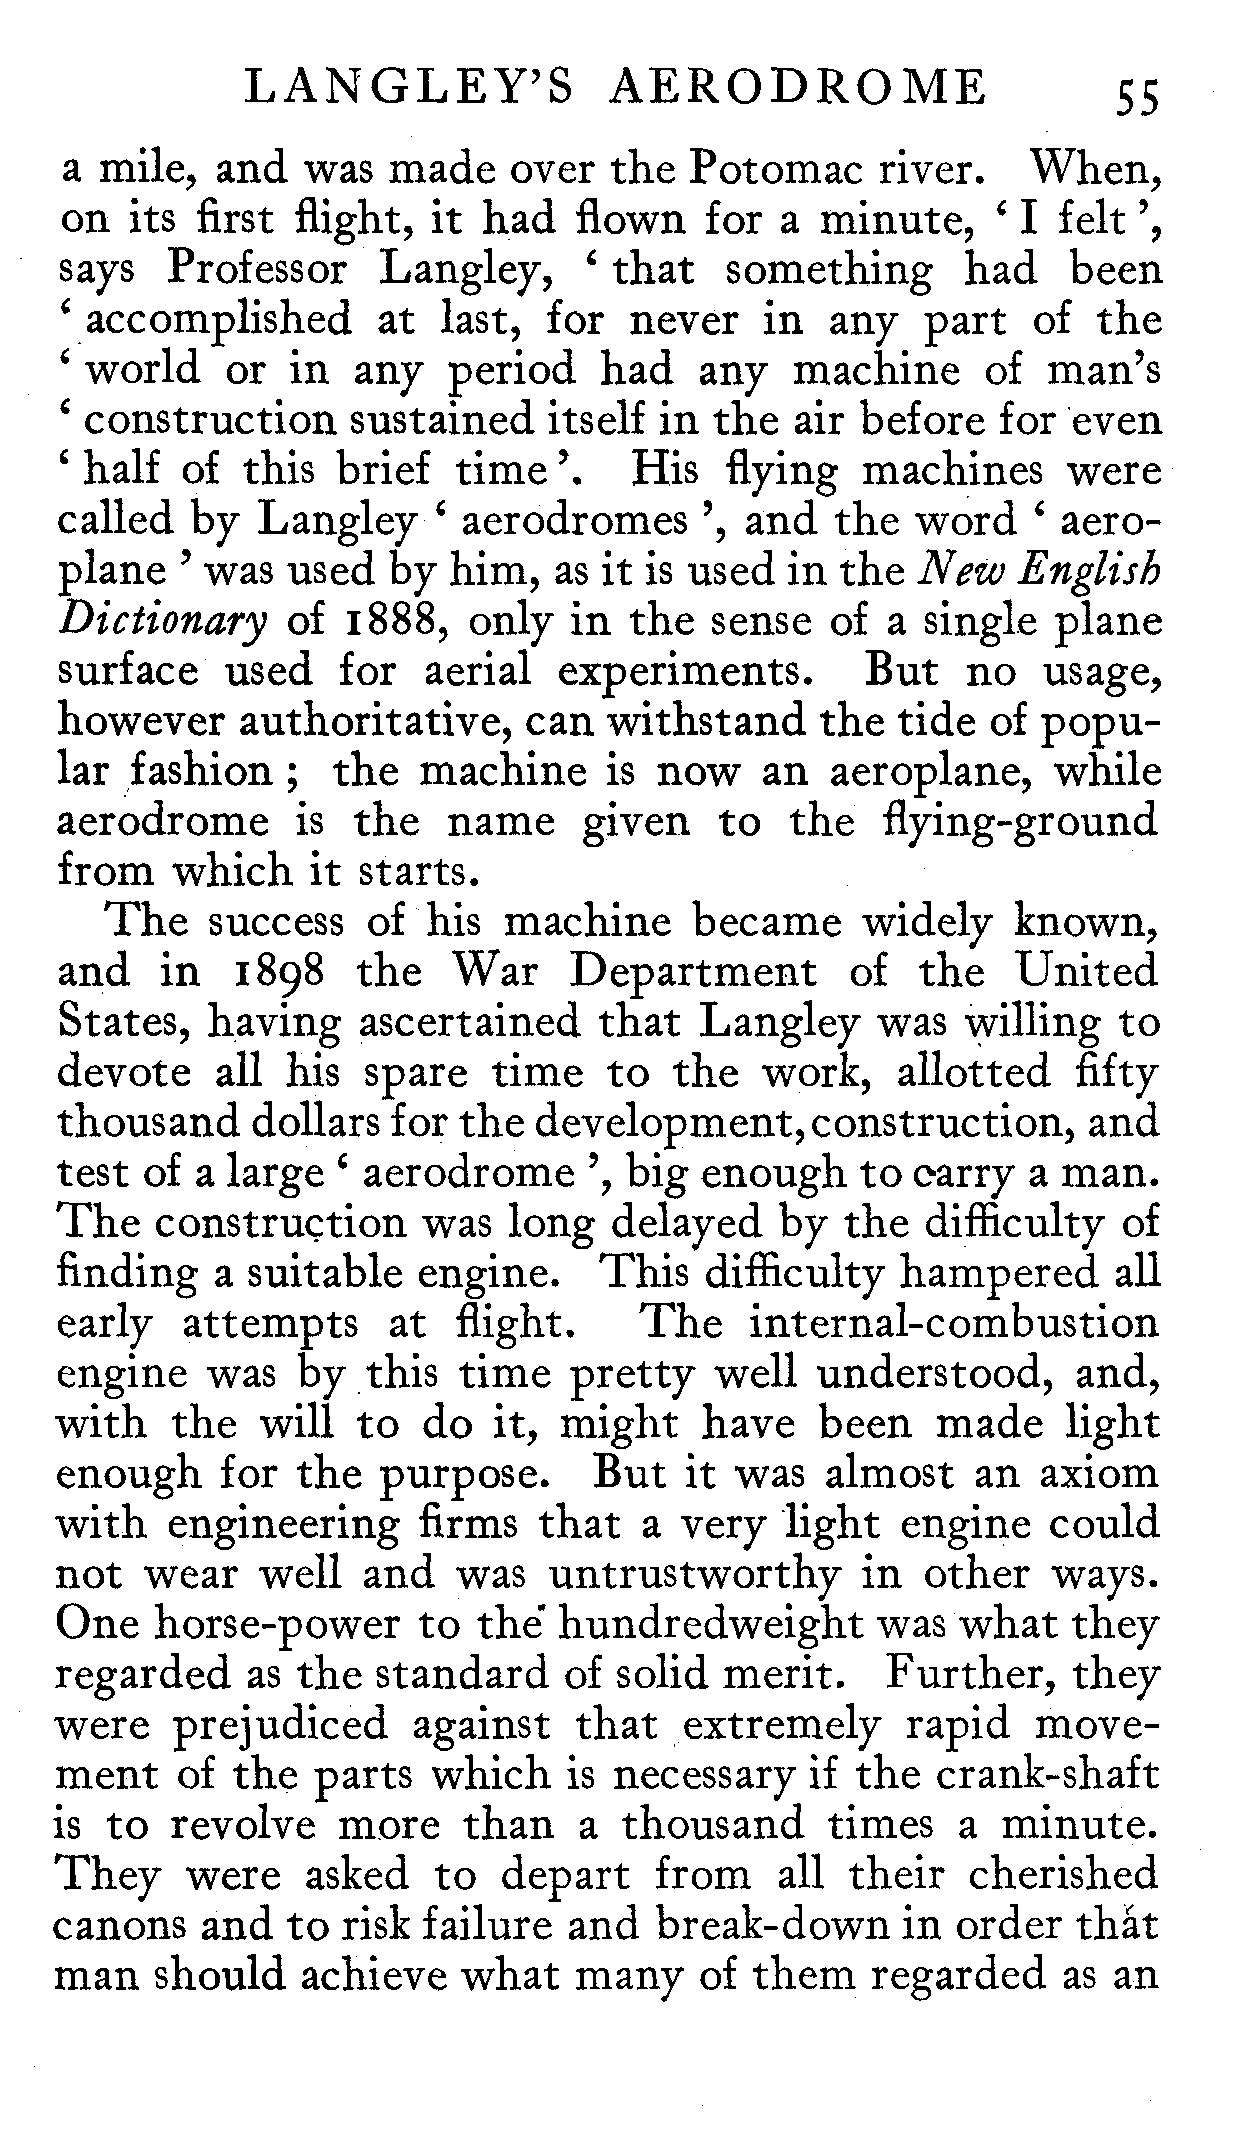 LANGLEY'S AERODROME 55
a mile, and was made over the Potomac river. When,
on its first flight, it had flown for a minute, ‘ I felt ’,
says Professor Langley, ‘ that something had been
‘ accomplished at last, for never in any part of the
‘ world or in any period had any machine of man's
‘ construction sustained itself in the air before for even
‘ half of this brief time ’. His flying machines were
called by Langley ‘ aerodromes ’, and the word ‘ aero-
plane ’ was used by him, as it is used in the New English
Dictionary of 1888, only in the sense of a single plane
surface used for aerial experiments. But no usage,
however authoritative, can withstand the tide of popu-
lar fashion ; the machine is now an aeroplane, while
aerodrome is the name given to the flying-ground
from which it starts.
The success of his machine became widely known,
and in 1898 the War Department of the United
States, having ascertained that Langley was willing to
devote all his spare time to the work, allotted fifty
thousand dollars for the development, construction, and
test of a large ‘ aerodrome ’, big enough to carry a man.
The construction was long delayed by the difficulty of
finding a suitable engine. This difficulty hampered all
early attempts at flight. The internal-combustion
engine was by this time pretty well understood, and,
with the will to do it, might have been made light
enough for the purpose. But it was almost an axiom
with engineering firms that a very light engine could
not wear well and was untrustworthy in other ways.
One horse-power to the hundredweight was what they
regarded as the standard of solid merit. Further, they
were prejudiced against that extremely rapid move-
ment of the parts which is necessary if the crank-shaft
is to revolve more than a thousand times a minute.
They were asked to depart from all their cherished
canons and to risk failure and break-down in order that
man should achieve what many of them regarded as an